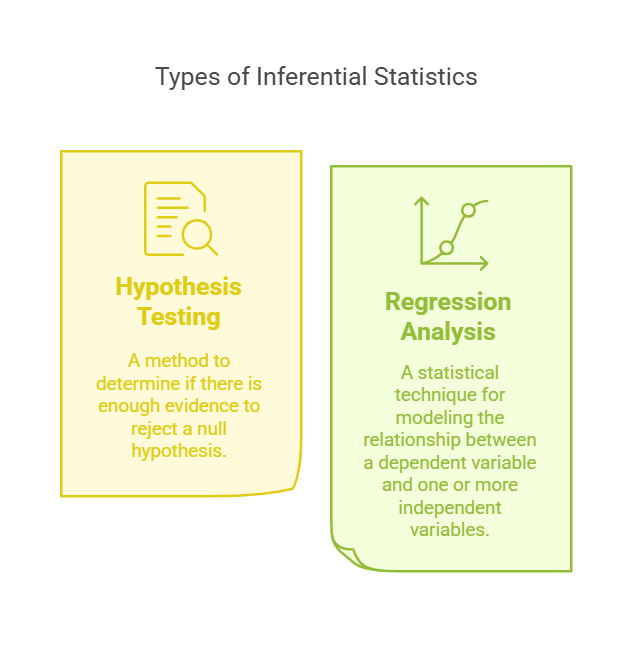 Types of Inferential Statistics
Hypothesis
Testing
A method to
determine if there is
enough evidence to
reject a null
hypothesis.
Regression
Analysis
A statistical
technique for
modeling the
relationship between
a dependent variable
and one or more
independent
variables.